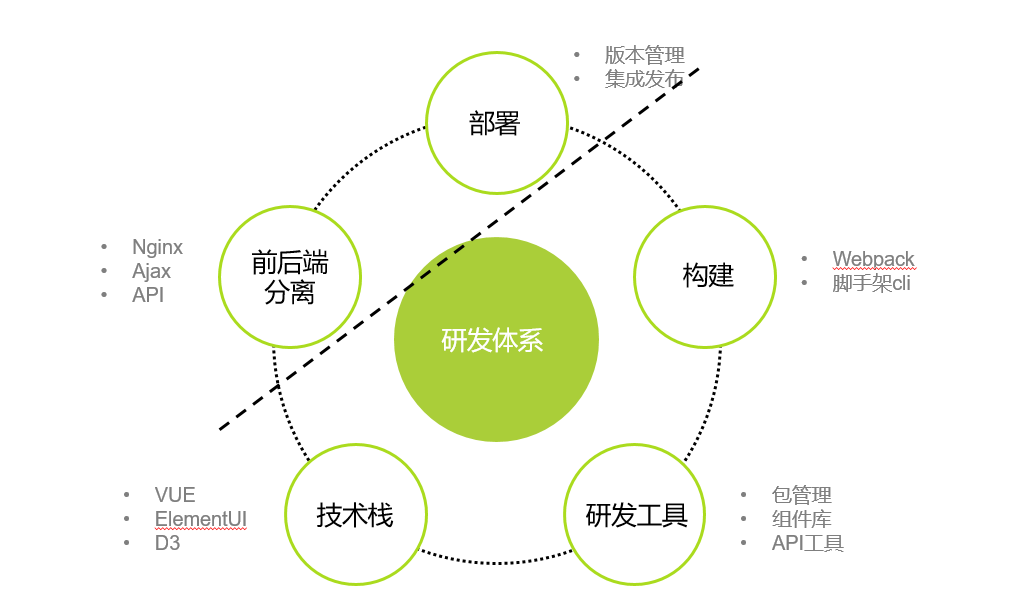 部署
版本管理
集成发布
前后端
分离
Nginx
Ajax
API
构建
Webpack
脚手架cli
研发体系
技术栈
VUE
ElementUI
D3
研发工具
包管理
组件库
API工具